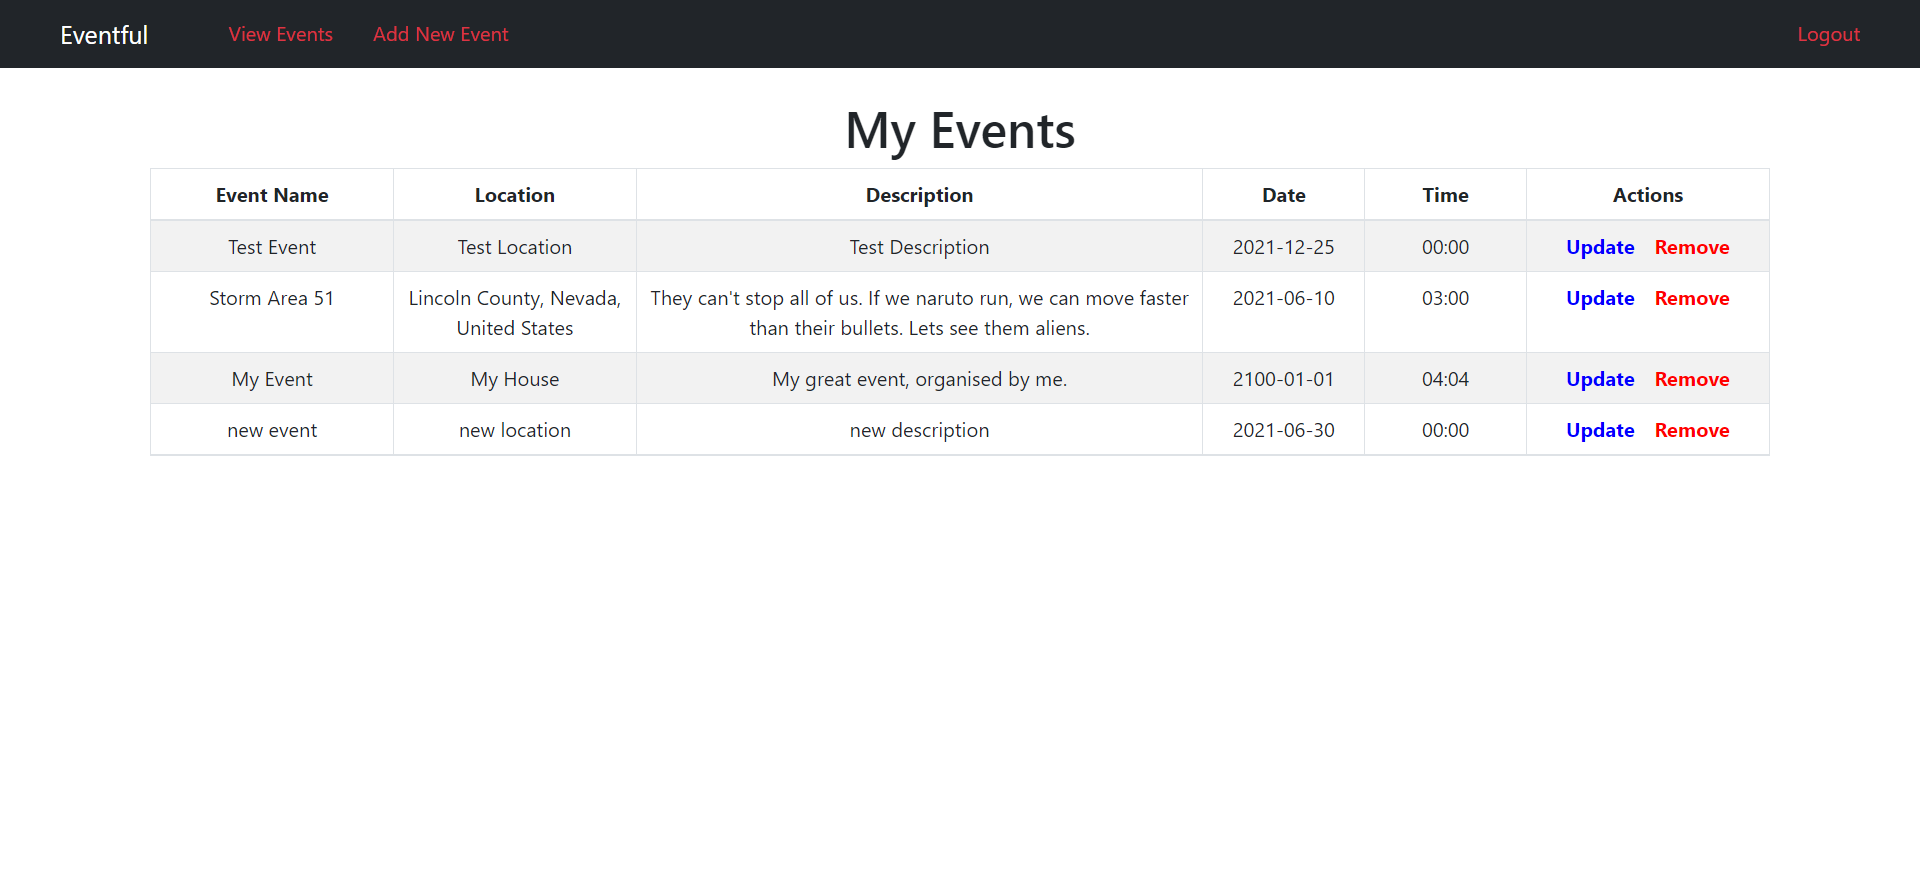 Eventful View Events Add New Event Logout
My Events
Event Name Location Description Date Time Actions
Test Event Test Location Test Description 2021-12-25 00:00 Update Remove
Storm Area 51 Lincoln County, Nevada, They can't stop all of us. If we naruto run, we can move faster 2021-06-10 03:00 Update Remove
United States than their bullets. Lets see them aliens.
My Event My House My great event, organised by me. 2100-01-01 04:04 Update Remove
new event new location new description 2021-06-30 00:00 Update Remove